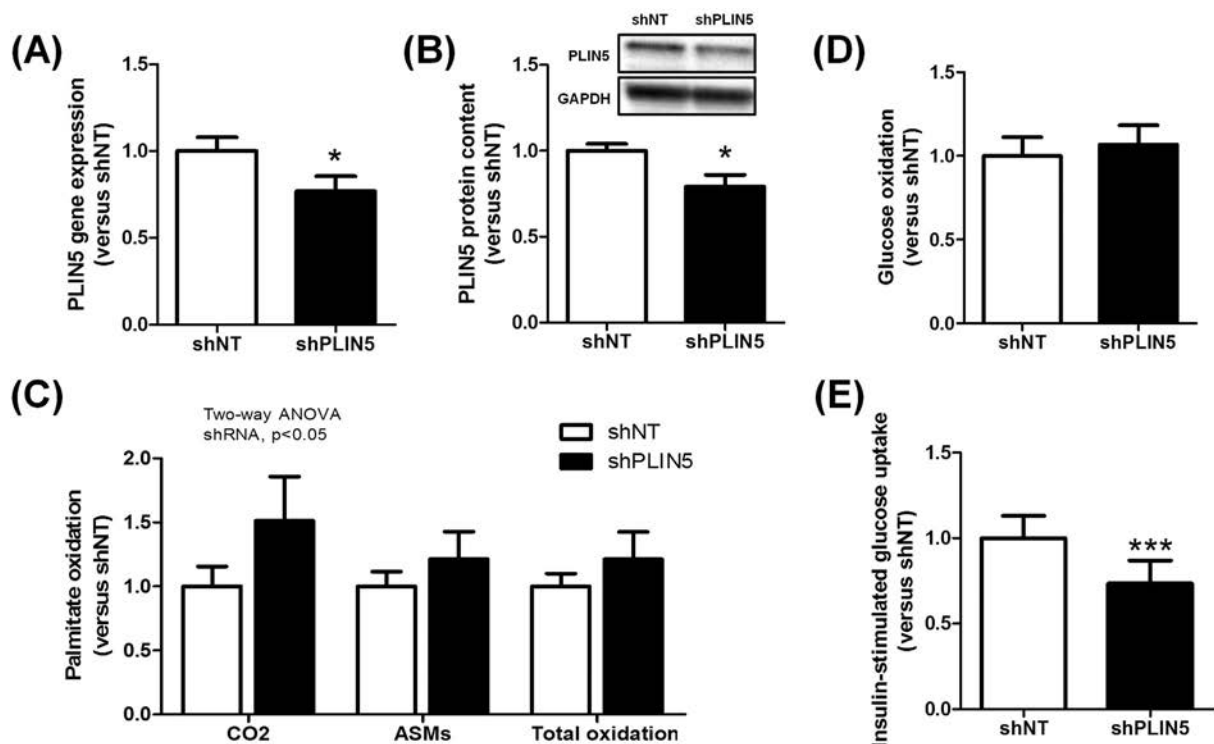 (A)
PLIN5 gene expression
(versus shNT)
1.5
1.0
0.5
0.0
*
shNT
shPLIN5
(B)
shNT
shPLIN5
PLIN5
GAPDH
PLIN5 protein content
(versus shNT)
1.5
1.0
0.5
0.0
*
shNT
shPLIN5
(D)
Glucose oxidation
(versus shNT)
1.5
1.0
0.5
0.0
shNT
shPLIN5
(C)
Two-way ANOVA
shRNA, p<0.05
shNT
shPLIN5
Palmitate oxidation
(versus shNT)
2.0
1.5
1.0
0.5
0.0
CO2
ASMs
Total oxidation
(E)
Insulin-stimulated glucose uptake
(versus shNT)
1.5
1.0
0.5
0.0
***
shNT
shPLIN5